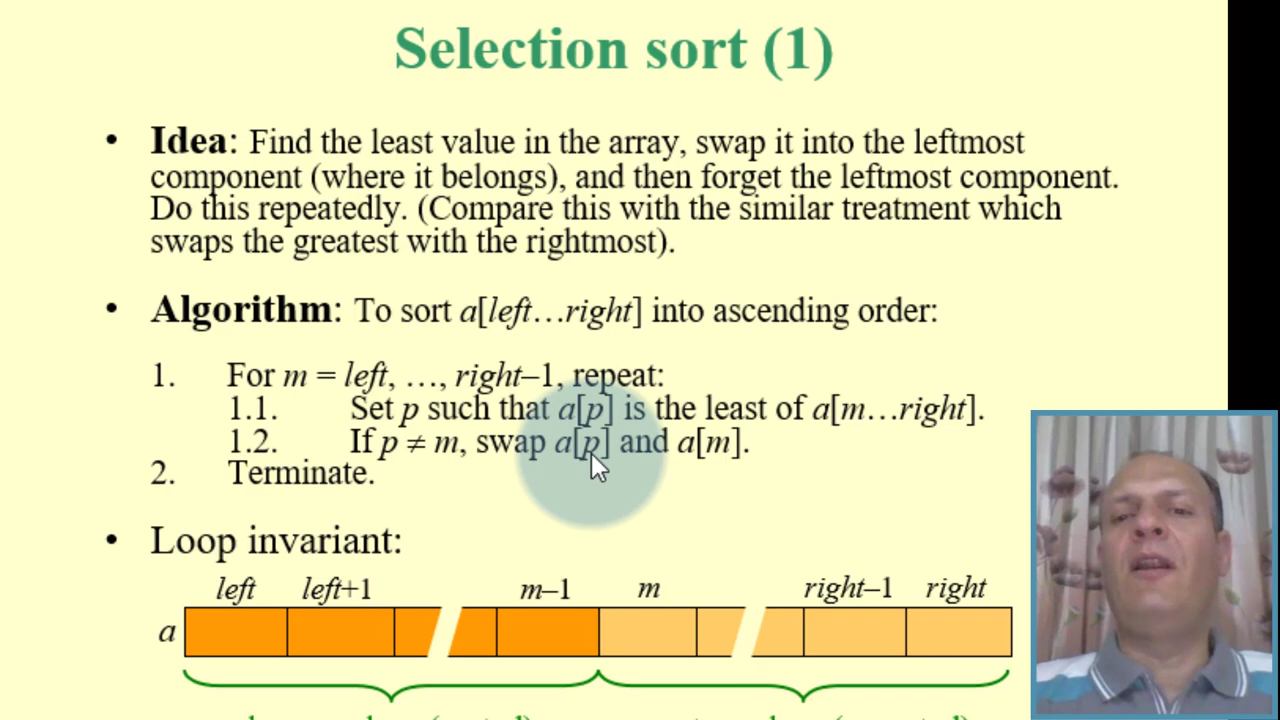 Selection sort (1)
• Idea: Find the least value in the array, swap it into the leftmost
component (where it belongs), and then forget the leftmost component.
Do this repeatedly. (Compare this with the similar treatment which
swaps the greatest with the rightmost).
• Algorithm: To sort a[left…right] into ascending order:
1. For m = left, …, right–1, repeat:
1.1. Set p such that a[p] is the least of a[m…right].
1.2. If p ≠ m, swap a[p] and a[m].
2. Terminate.
• Loop invariant:
left left+1 m–1 m right–1 right
a